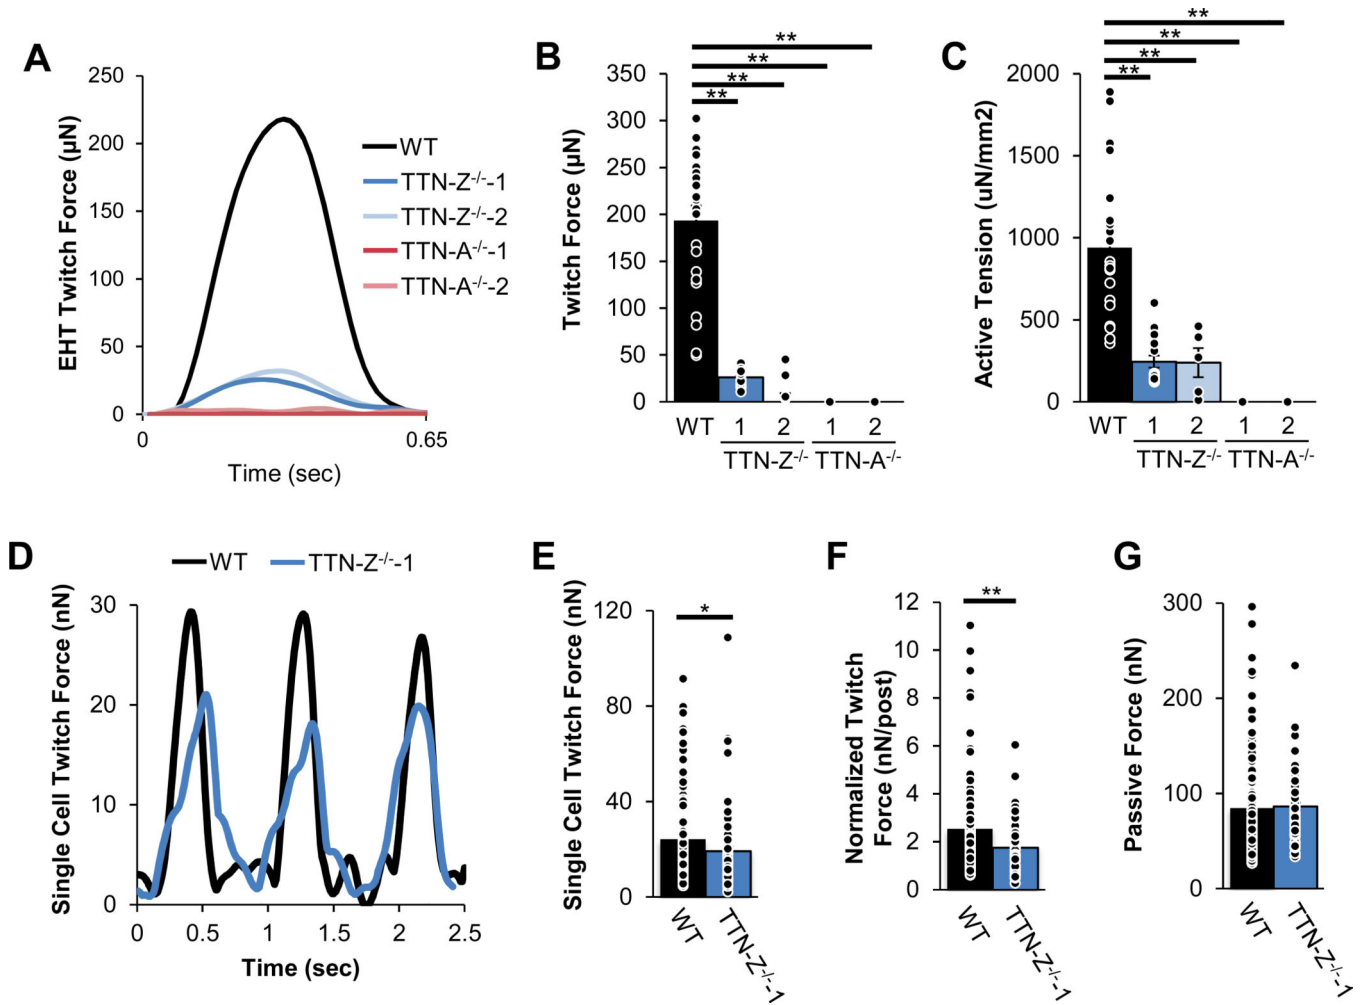 A
EHT Twitch Force (µN)
250
200
150
100
50
0
0
0.65
Time (sec)
WT
TTN-Z-/--1
TTN-Z-/--2
TTN-A-/--1
TTN-A-/--2
B
Twitch Force (µN)
350
300
250
200
150
100
50
0
**
**
**
**
WT 1 2 1 2
TTN-Z-/- TTN-A-/-
C
Active Tension (uN/mm2)
2000
1500
1000
500
0
**
**
**
**
WT 1 2 1 2
TTN-Z-/- TTN-A-/-
D
WT TTN-Z-/--1
Single Cell Twitch Force (nN)
30
20
10
0
0 0.5 1 1.5 2 2.5
Time (sec)
E
Single Cell Twitch Force (nN)
120
80
40
0
*
WT
TTN-Z-/--1
F
Normalized Twitch
Force (nN/post)
12
10
8
6
4
2
0
**
WT
TTN-Z-/--1
G
Passive Force (nN)
300
200
100
0
WT
TTN-Z-/--1